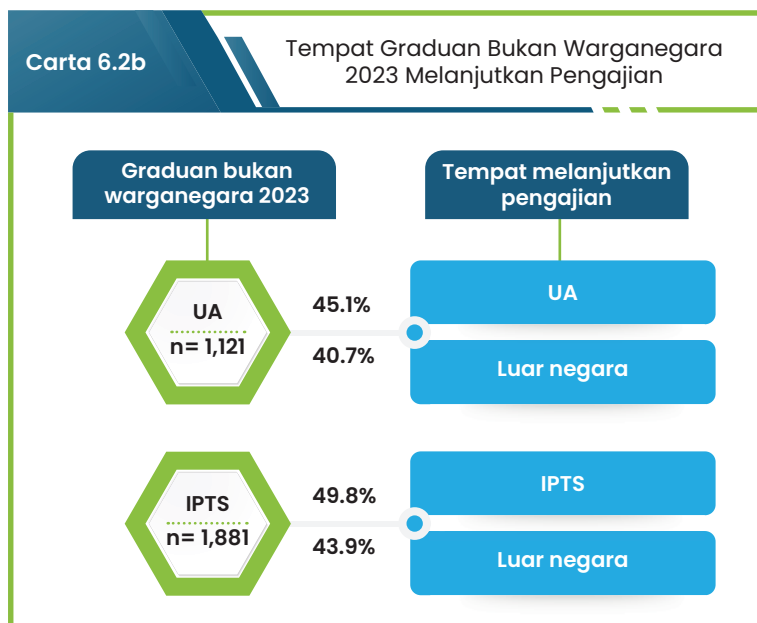 Carta 6.2b
Tempat Graduan Bukan Warganegara
2023 Melanjutkan Pengajian
Graduan bukan
warganegara 2023
Tempat melanjutkan
pengajian
UA
n= 1,121
45.1%
40.7%
UA
Luar negara
IPTS
n= 1,881
49.8%
43.9%
IPTS
Luar negara